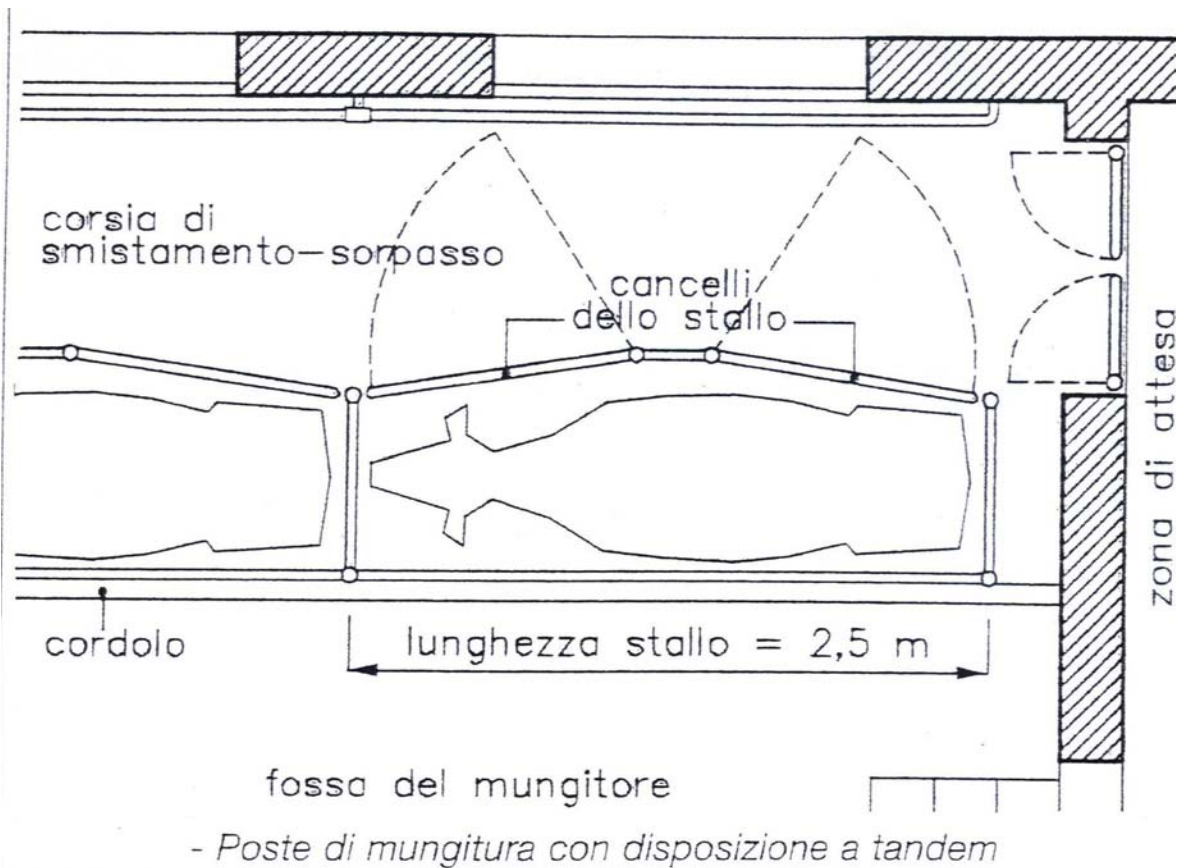 corsia di
smistamento-sorpasso
cancelli
dello stallo
zona di attesa
cordolo
lunghezza stallo = 2,5 m
fossa del mungitore
- Poste di mungitura con disposizione a tandem